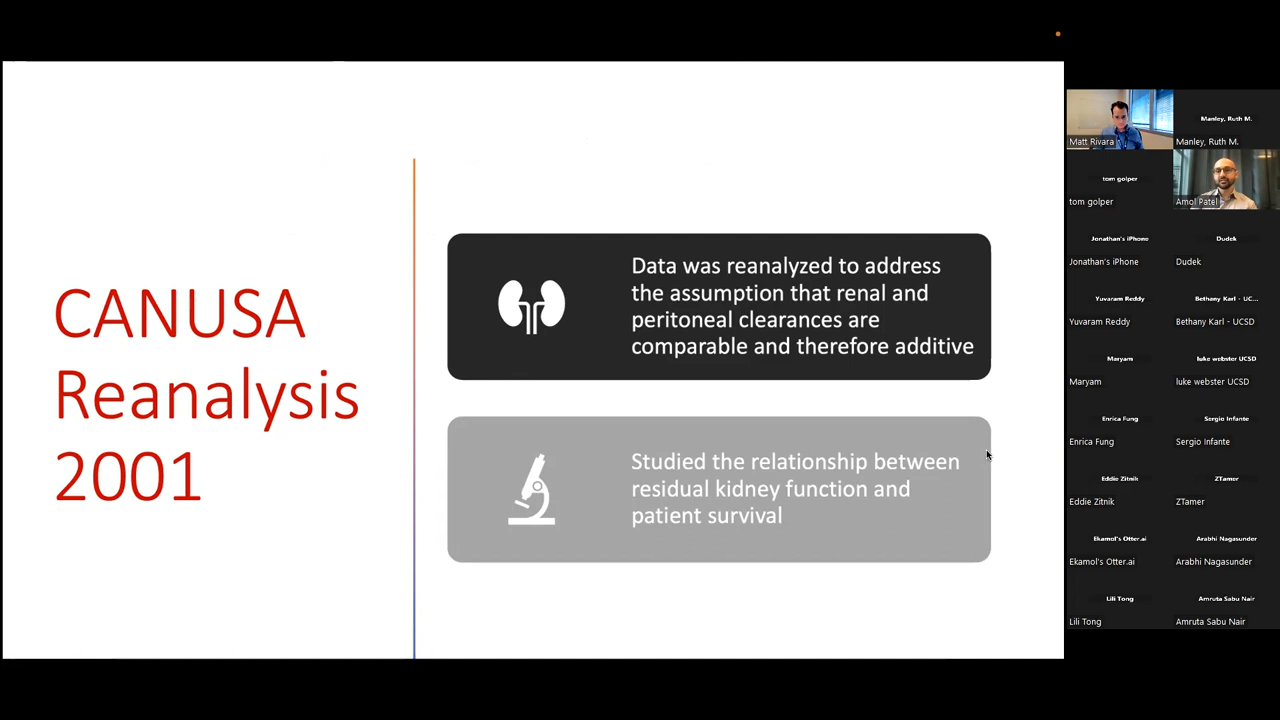 CANUSA
Reanalysis
2001
Data was reanalyzed to address
the assumption that renal and
peritoneal clearances are
comparable and therefore additive
Studied the relationship between
residual kidney function and
patient survival
Matt Rivara
Manley, Ruth M.
Manley, Ruth M.
tom golper
tom golper
Amol Patel
Jonathan's iPhone
Jonathan's iPhone
Dudek
Dudek
Yuvaram Reddy
Yuvaram Reddy
Bethany Karl - UC...
Bethany Karl - UCSD
Maryam
Maryam
luke webster UCSD
luke webster UCSD
Enrica Fung
Enrica Fung
Sergio Infante
Sergio Infante
Eddie Zitnik
Eddie Zitnik
ZTamer
ZTamer
Ekamol's Otter.ai
Ekamol's Otter.ai
Arabhi Nagasunder
Arabhi Nagasunder
Lili Tong
Lili Tong
Amruta Sabu Nair
Amruta Sabu Nair